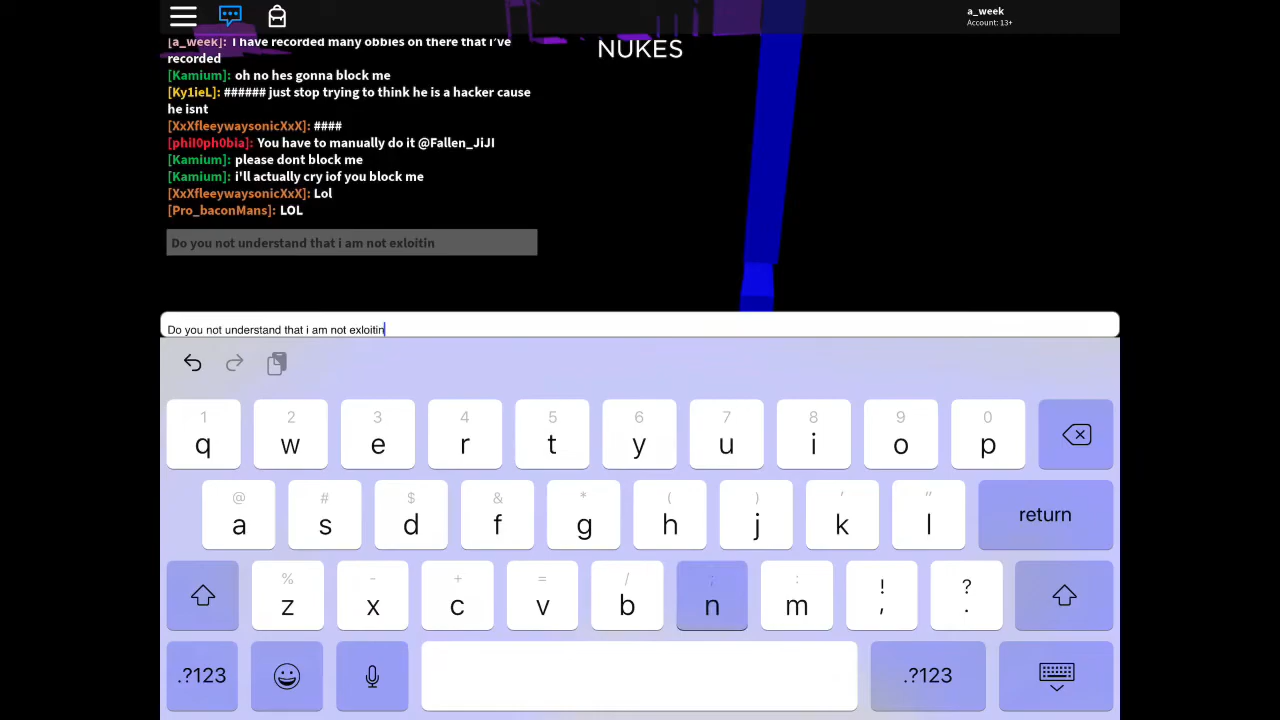 a_week
Account: 13+
NUKES
[a_week]: I have recorded many obbies on there that i've
recorded
[Kamium]: oh no hes gonna block me
[Ky1ieL]: ###### just stop trying to think he is a hacker cause
he isnt
[XxXfleeywaysonicXxX]: ####
[phil0ph0bia]: You have to manually do it @Fallen_JiJI
[Kamium]: please dont block me
[Kamium]: i'll actually cry iof you block me
[XxXfleeywaysonicXxX]: Lol
[Pro_baconMans]: LOL
Do you not understand that i am not exloitin
Do you not understand that i am not exloitin
1 2 3 4 5 6 7 8 9 0
q w e r t y u i o p
@ # $ & * ( ) ' "
a s d f g h j k l return
% - + = / ; : ! ?
z x c v b n m , .
.?123 .?123